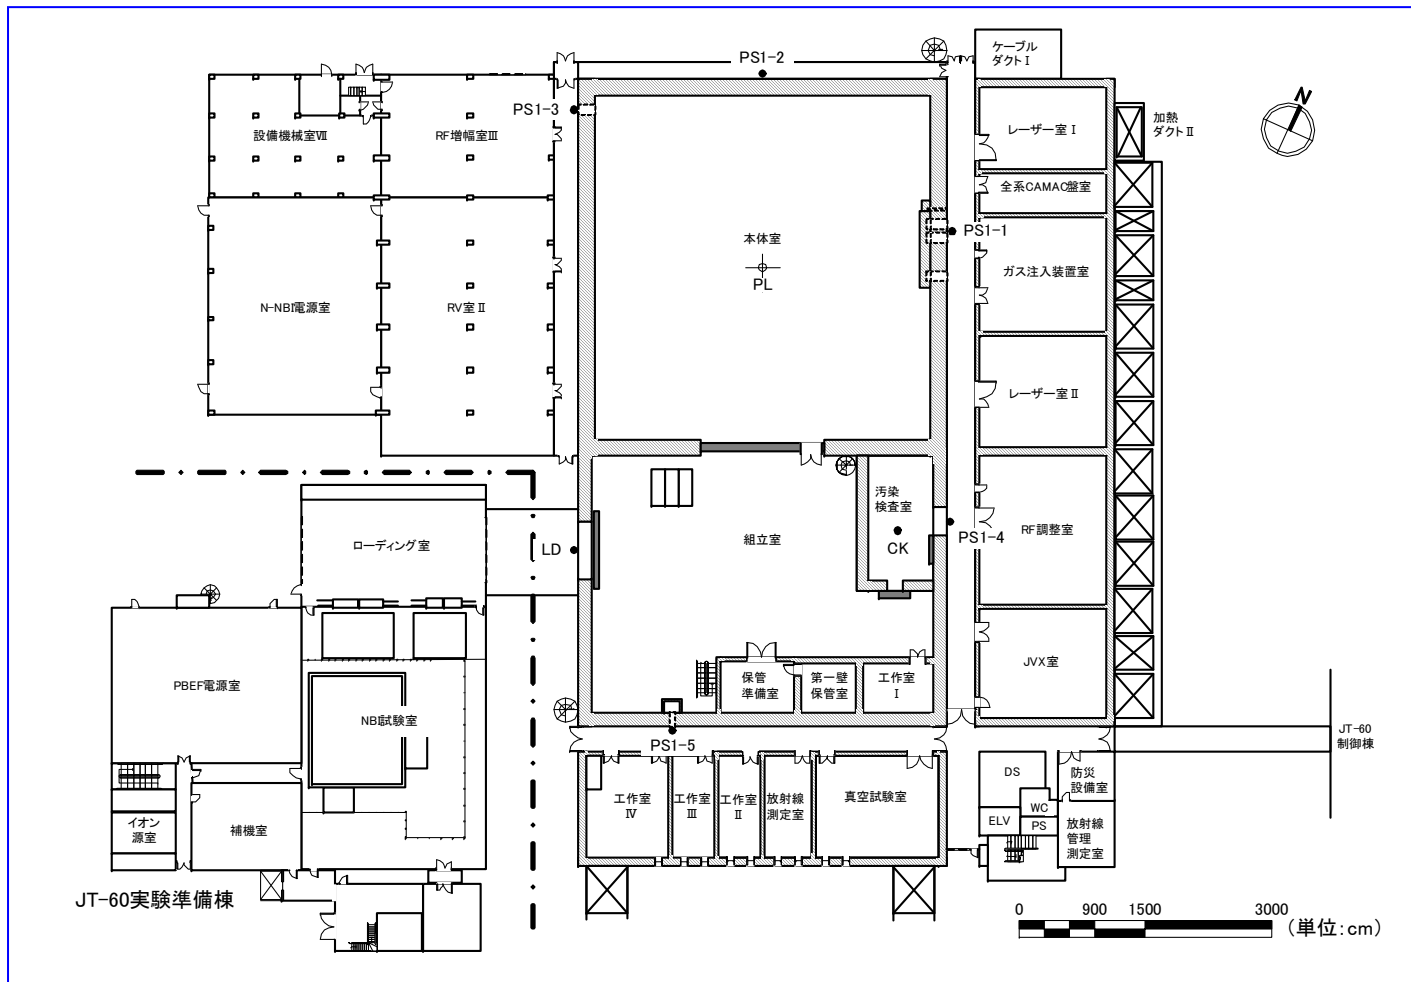 ケーブル
ダクトⅠ
PS1-2
N
PS1-3
加熱
ダクトⅡ
設備機械室Ⅶ
RF増幅室Ⅲ
レーザー室Ⅰ
全系CAMAC盤室
PS1-1
本体室
PL
ガス注入装置室
N-NBI電源室
RV室Ⅱ
レーザー室Ⅱ
汚染
検査室
CK
PS1-4
RF調整室
組立室
LD
ローディング室
JVX室
保管
準備室
第一壁
保管室
工作室
Ⅰ
PBEF電源室
NBI試験室
PS1-5
JT-60
制御棟
DS
防災
設備室
WC
ELV
PS
放射線
管理
測定室
工作室
Ⅳ
工作室
Ⅲ
工作室
Ⅱ
放射線
測定室
真空試験室
イオン
源室
補機室
JT-60実験準備棟
0 900 1500 3000
(単位:cm)